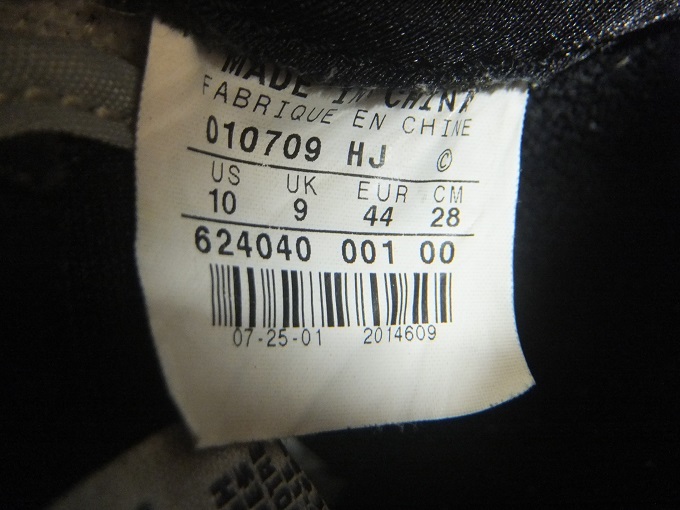 MADE IN CHINA
FABRIQUE EN CHINE
010709 HJ ©
US UK EUR CM
10 9 44 28
624040 001 00
07-25-01 2014609